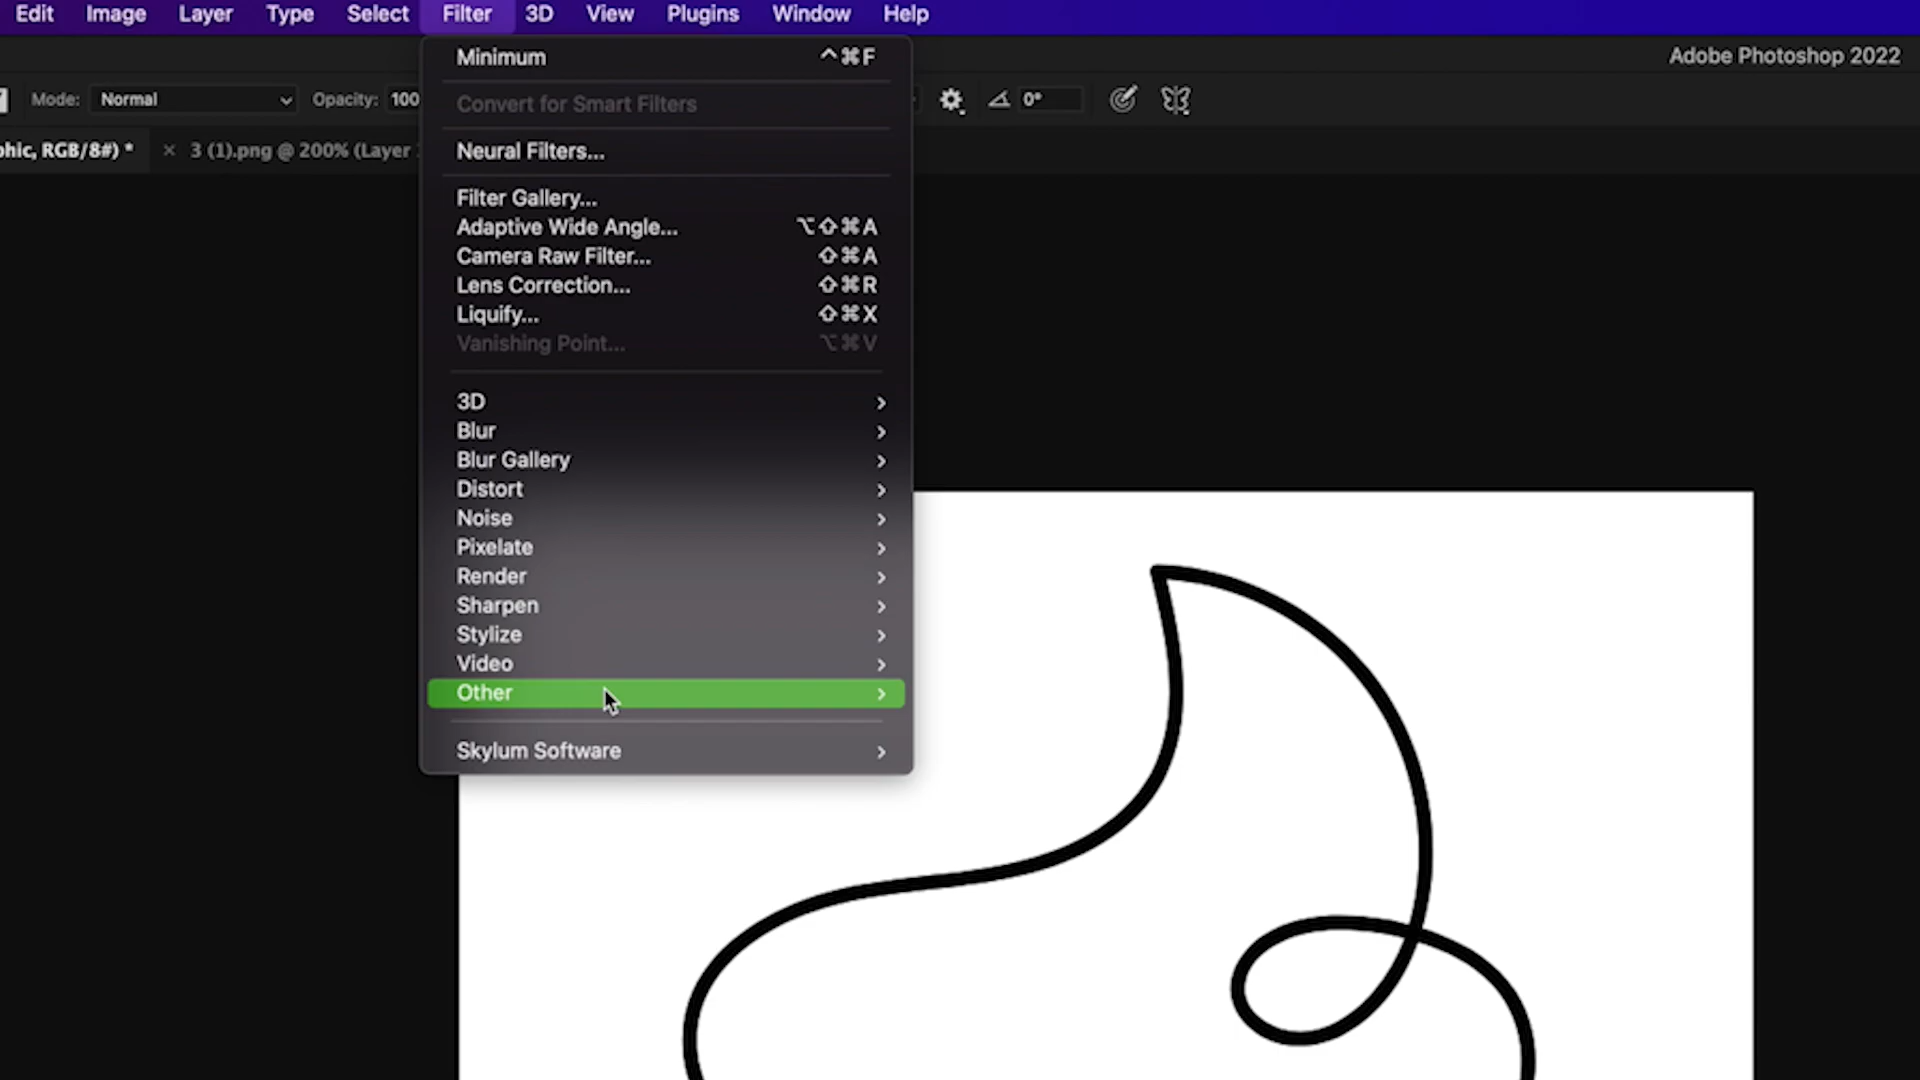 Edit Image Layer Type Select Filter 3D View Plugins Window Help
Adobe Photoshop 2022
Mode: Normal Opacity: 100 0°
phic, RGB/8#) * × 3 (1).png @ 200% (Layer
Minimum ^⌘F
Convert for Smart Filters
Neural Filters...
Filter Gallery...
Adaptive Wide Angle... ⌥⇧⌘A
Camera Raw Filter... ⇧⌘A
Lens Correction... ⇧⌘R
Liquify... ⇧⌘X
Vanishing Point... ⌥⌘V
3D
Blur
Blur Gallery
Distort
Noise
Pixelate
Render
Sharpen
Stylize
Video
Other
Skylum Software